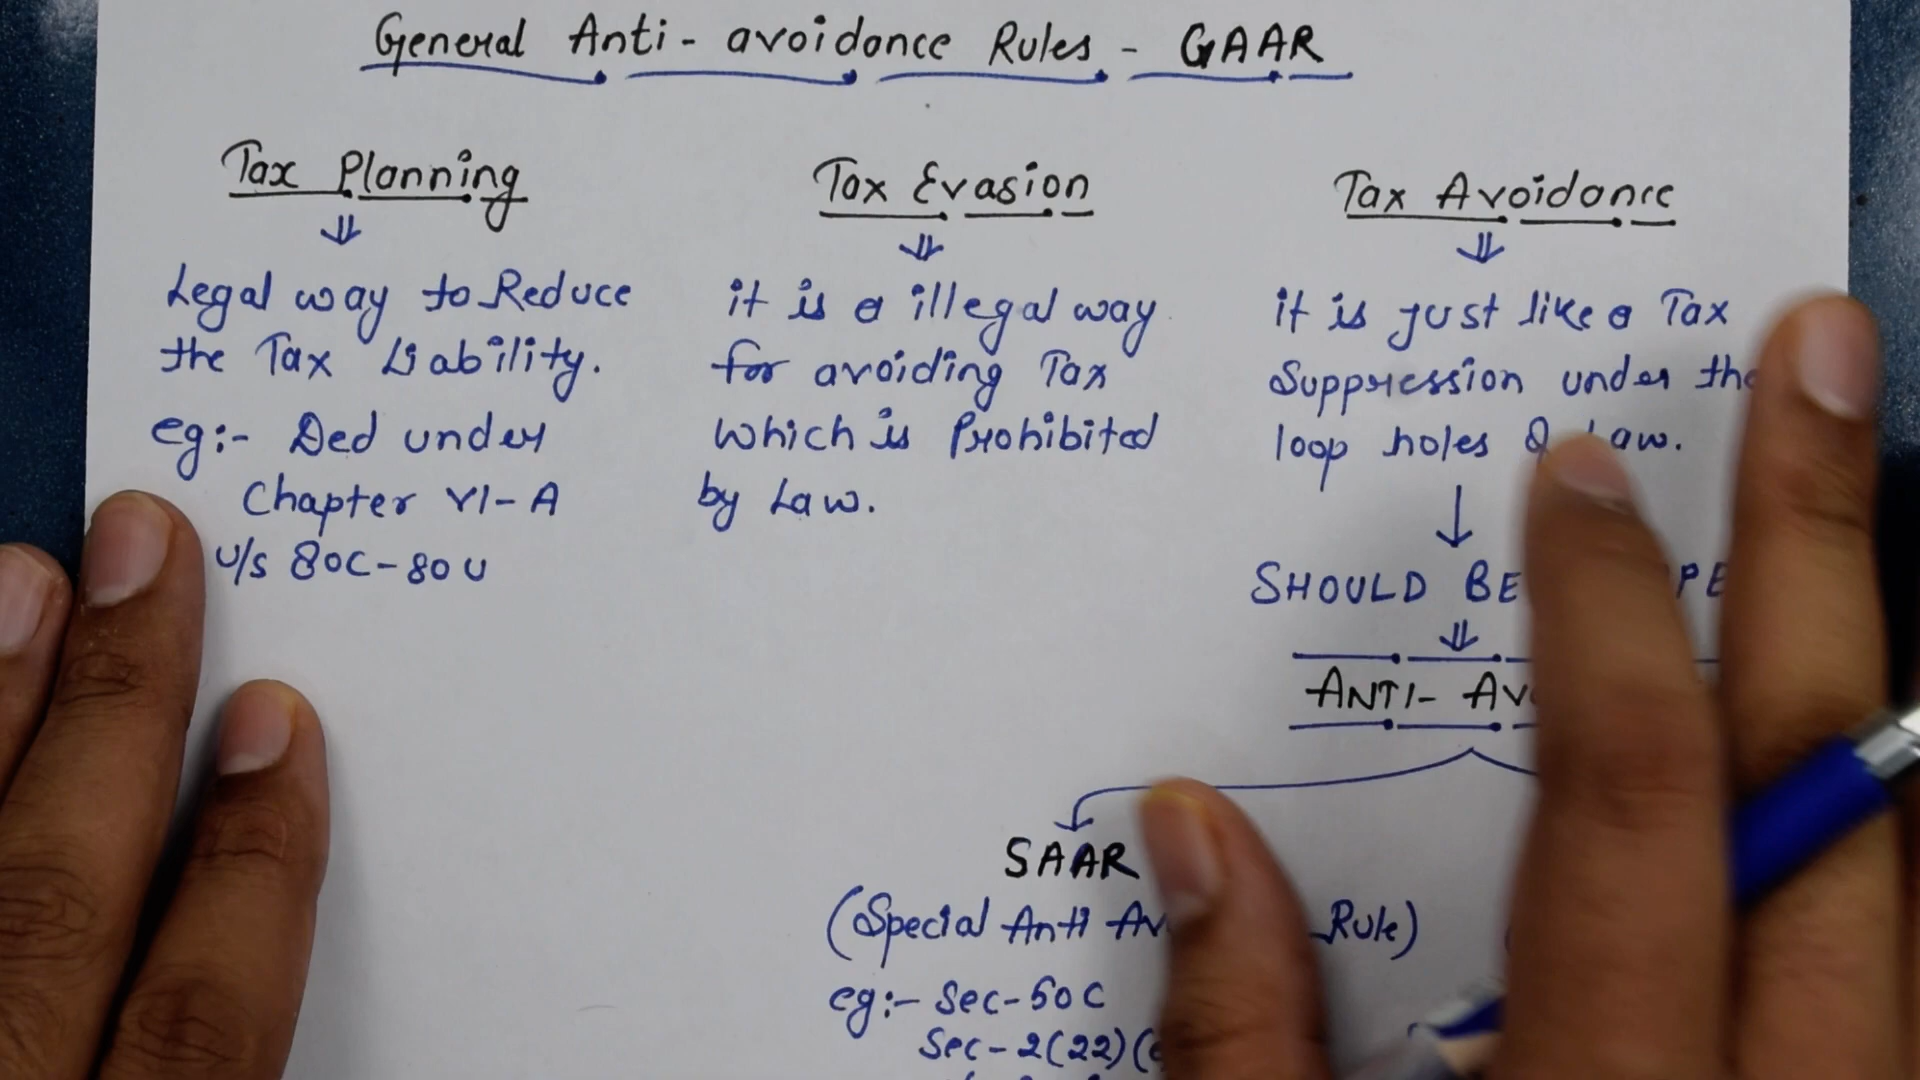 General Anti-avoidance Rules - GAAR
Tax Planning
Legal way to Reduce
the Tax Liability.
eg:- Ded under
Chapter VI-A
U/s 80C-80U
Tax Evasion
it is a illegal way
for avoiding Tax
which is Prohibited
by Law.
Tax Avoidance
it is just like a Tax
Suppression under the
loop holes
SHOULD BE
ANTI-
SAAR
(Special Anti Rule)
eg:- Sec-50C
Sec-2(22)(